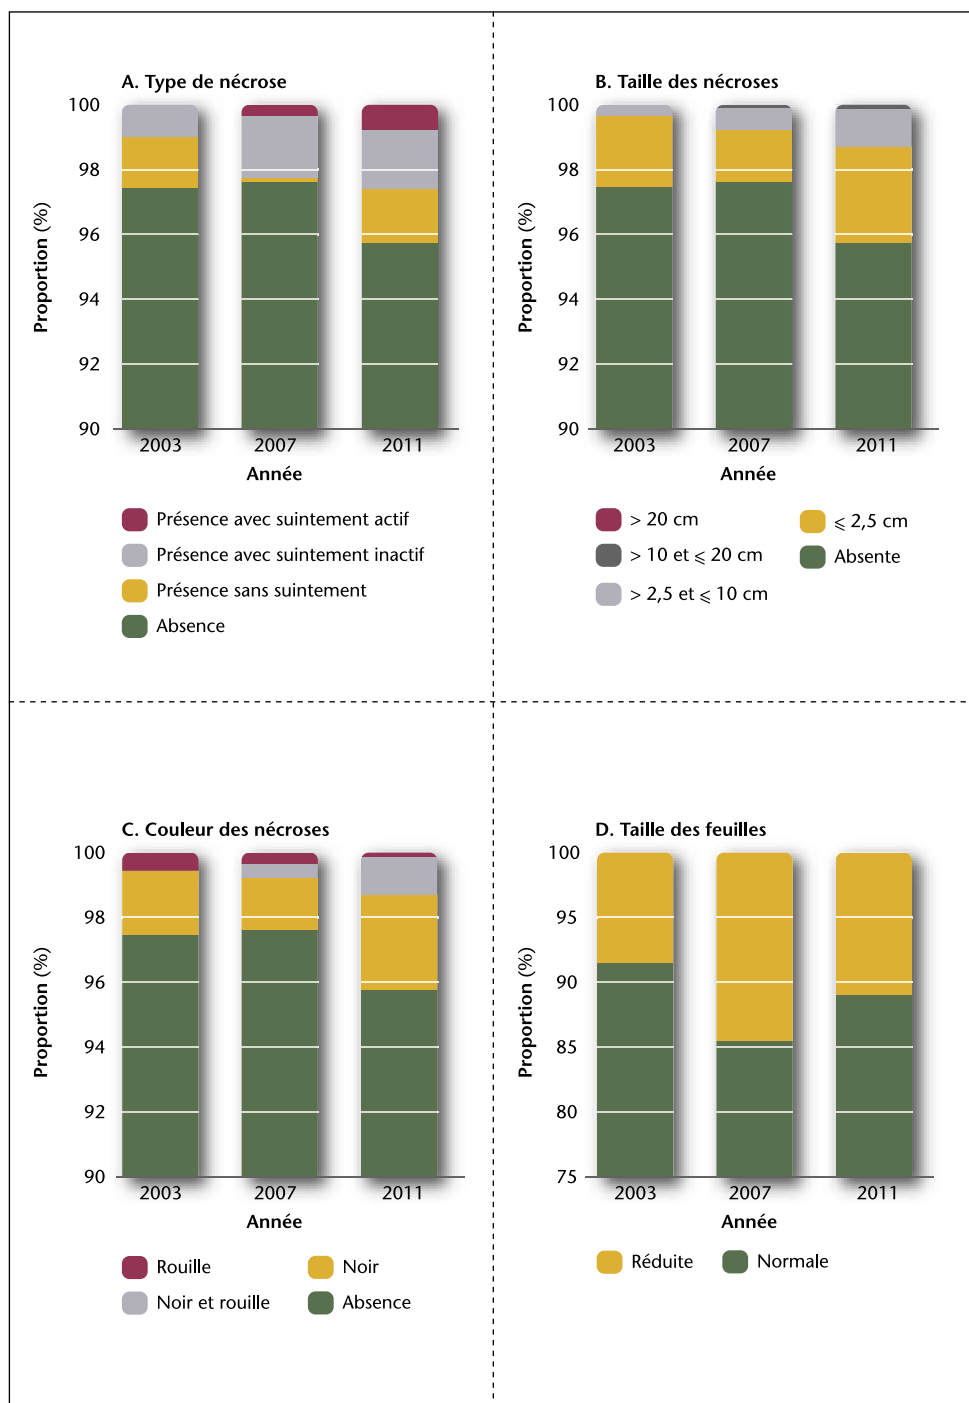 A. Type de nécrose
100
98
96
94
92
90
Proportion (%)
2003 2007 2011
Année
Présence avec suintement actif
Présence avec suintement inactif
Présence sans suintement
Absence
B. Taille des nécroses
100
98
96
94
92
90
Proportion (%)
2003 2007 2011
Année
> 20 cm
> 10 et ⩽ 20 cm
> 2,5 et ⩽ 10 cm
⩽ 2,5 cm
Absente
C. Couleur des nécroses
100
98
96
94
92
90
Proportion (%)
2003 2007 2011
Année
Rouille
Noir et rouille
Noir
Absence
D. Taille des feuilles
100
95
90
85
80
75
Proportion (%)
2003 2007 2011
Année
Réduite Normale